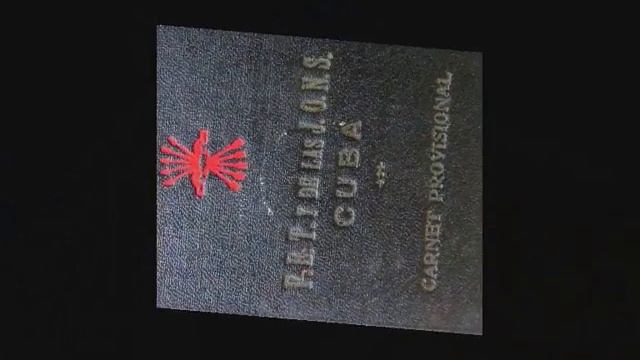 F. E. T. Y DE LAS J. O. N. S.
CUBA
CARNET PROVISIONAL